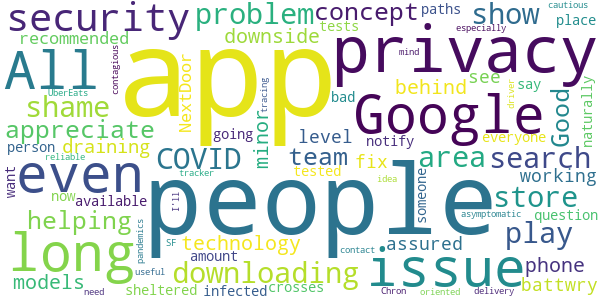 security
problem
concept
paths
show
cautious
place
recommended
downside
tests
especially
mind
All
app
privacy
UberEats
contagious
NextDoor
tracing
behind
see
say
naturally
shame
minor
Google
driver
appreciate
going
bad
level
notify
Good
everyone
person
draining
COVID
team
fix
area
search
even
want
now
available
people
tested
reliable
tracker
I'll
idea
someone
store
working
asymptomatic
question
long
helping
pandemics
SF
technology
contact
.
assured
oriented
play
models
useful
amount
downloading
issue
phone
battwry
need
sheltered
infected
crosses
Chron
delivery